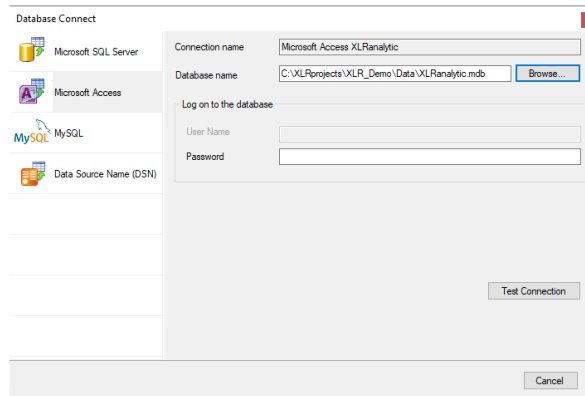 Database Connect
Microsoft SQL Server
Microsoft Access
MySQL MySQL
Data Source Name (DSN)
Connection name Microsoft Access XLRanalytic
Database name C:\XLRprojects\XLR_Demo\Data\XLRanalytic.mdb Browse...
Log on to the database
User Name
Password
Test Connection
Cancel